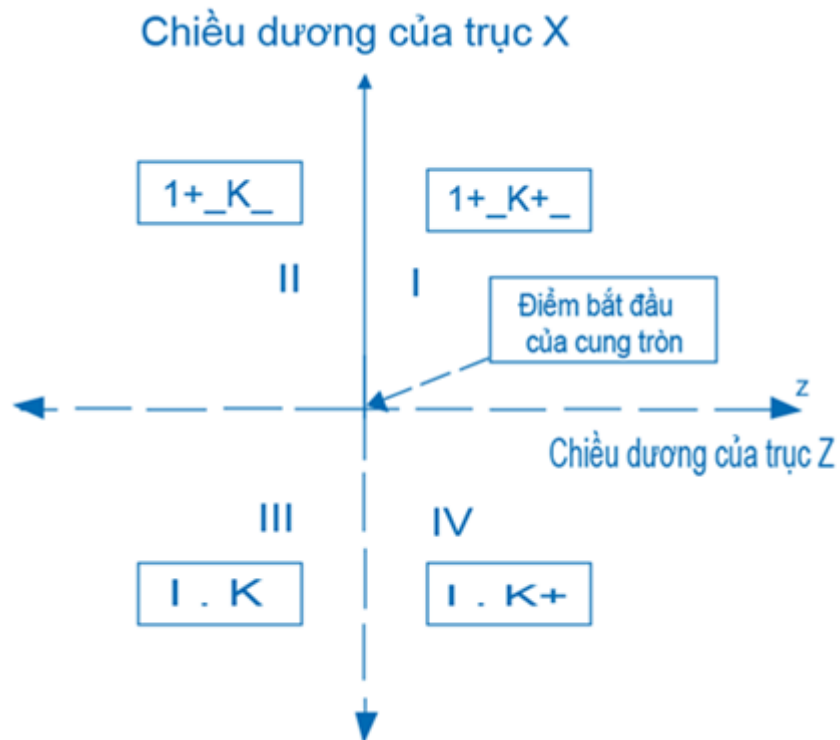 Chiều dương của trục X
1+_K_
1+_K+_
II
I
Điểm bắt đầu
của cung tròn
z
Chiều dương của trục Z
III
IV
I . K
I . K+